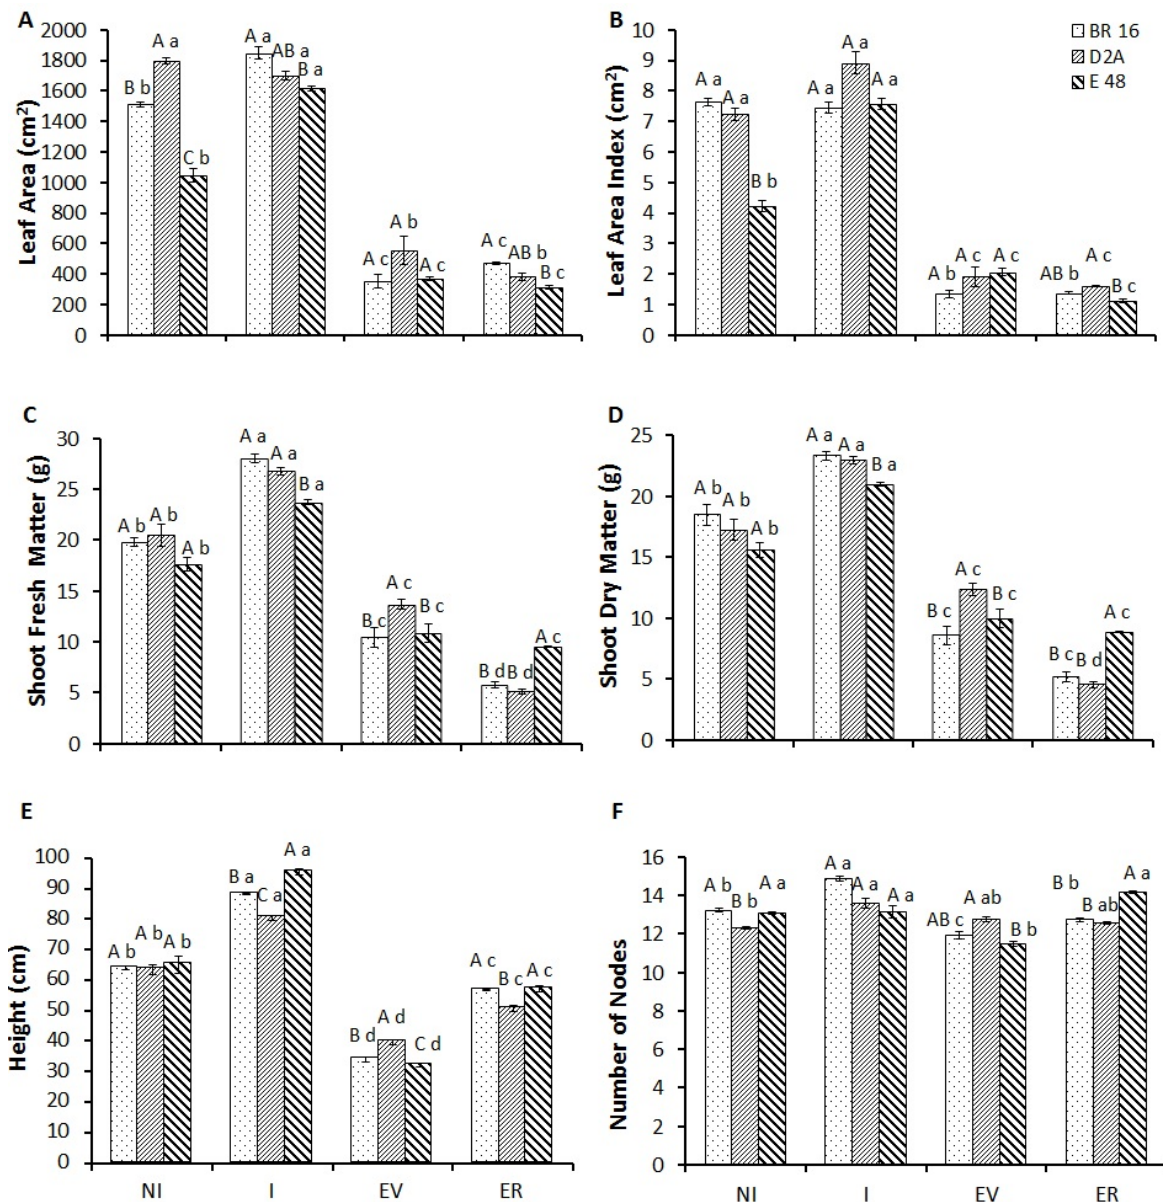 A
Leaf Area (cm²)
2000
1800
1600
1400
1200
1000
800
600
400
200
0
B b
A a
C b
A a
AB a
B a
A c
A b
A c
A c
AB b
B c
B
Leaf Area Index (cm²)
10
9
8
7
6
5
4
3
2
1
0
A a
A a
B b
A a
A a
A a
A b
A c
A c
AB b
A c
B c
BR 16
D2A
E 48
C
Shoot Fresh Matter (g)
30
25
20
15
10
5
0
A b
A b
A b
A a
A a
B a
B c
A c
B c
B d
B d
A c
D
Shoot Dry Matter (g)
25
20
15
10
5
0
A b
A b
A b
A a
A a
B a
B c
A c
B c
B c
B d
A c
E
Height (cm)
100
90
80
70
60
50
40
30
20
10
0
A b
A b
A b
B a
C a
A a
B d
A d
C d
A c
B c
A c
NI
I
EV
ER
F
Number of Nodes
16
14
12
10
8
6
4
2
0
A b
B b
A a
A a
A a
A a
AB c
A ab
B b
B b
B ab
A a
NI
I
EV
ER